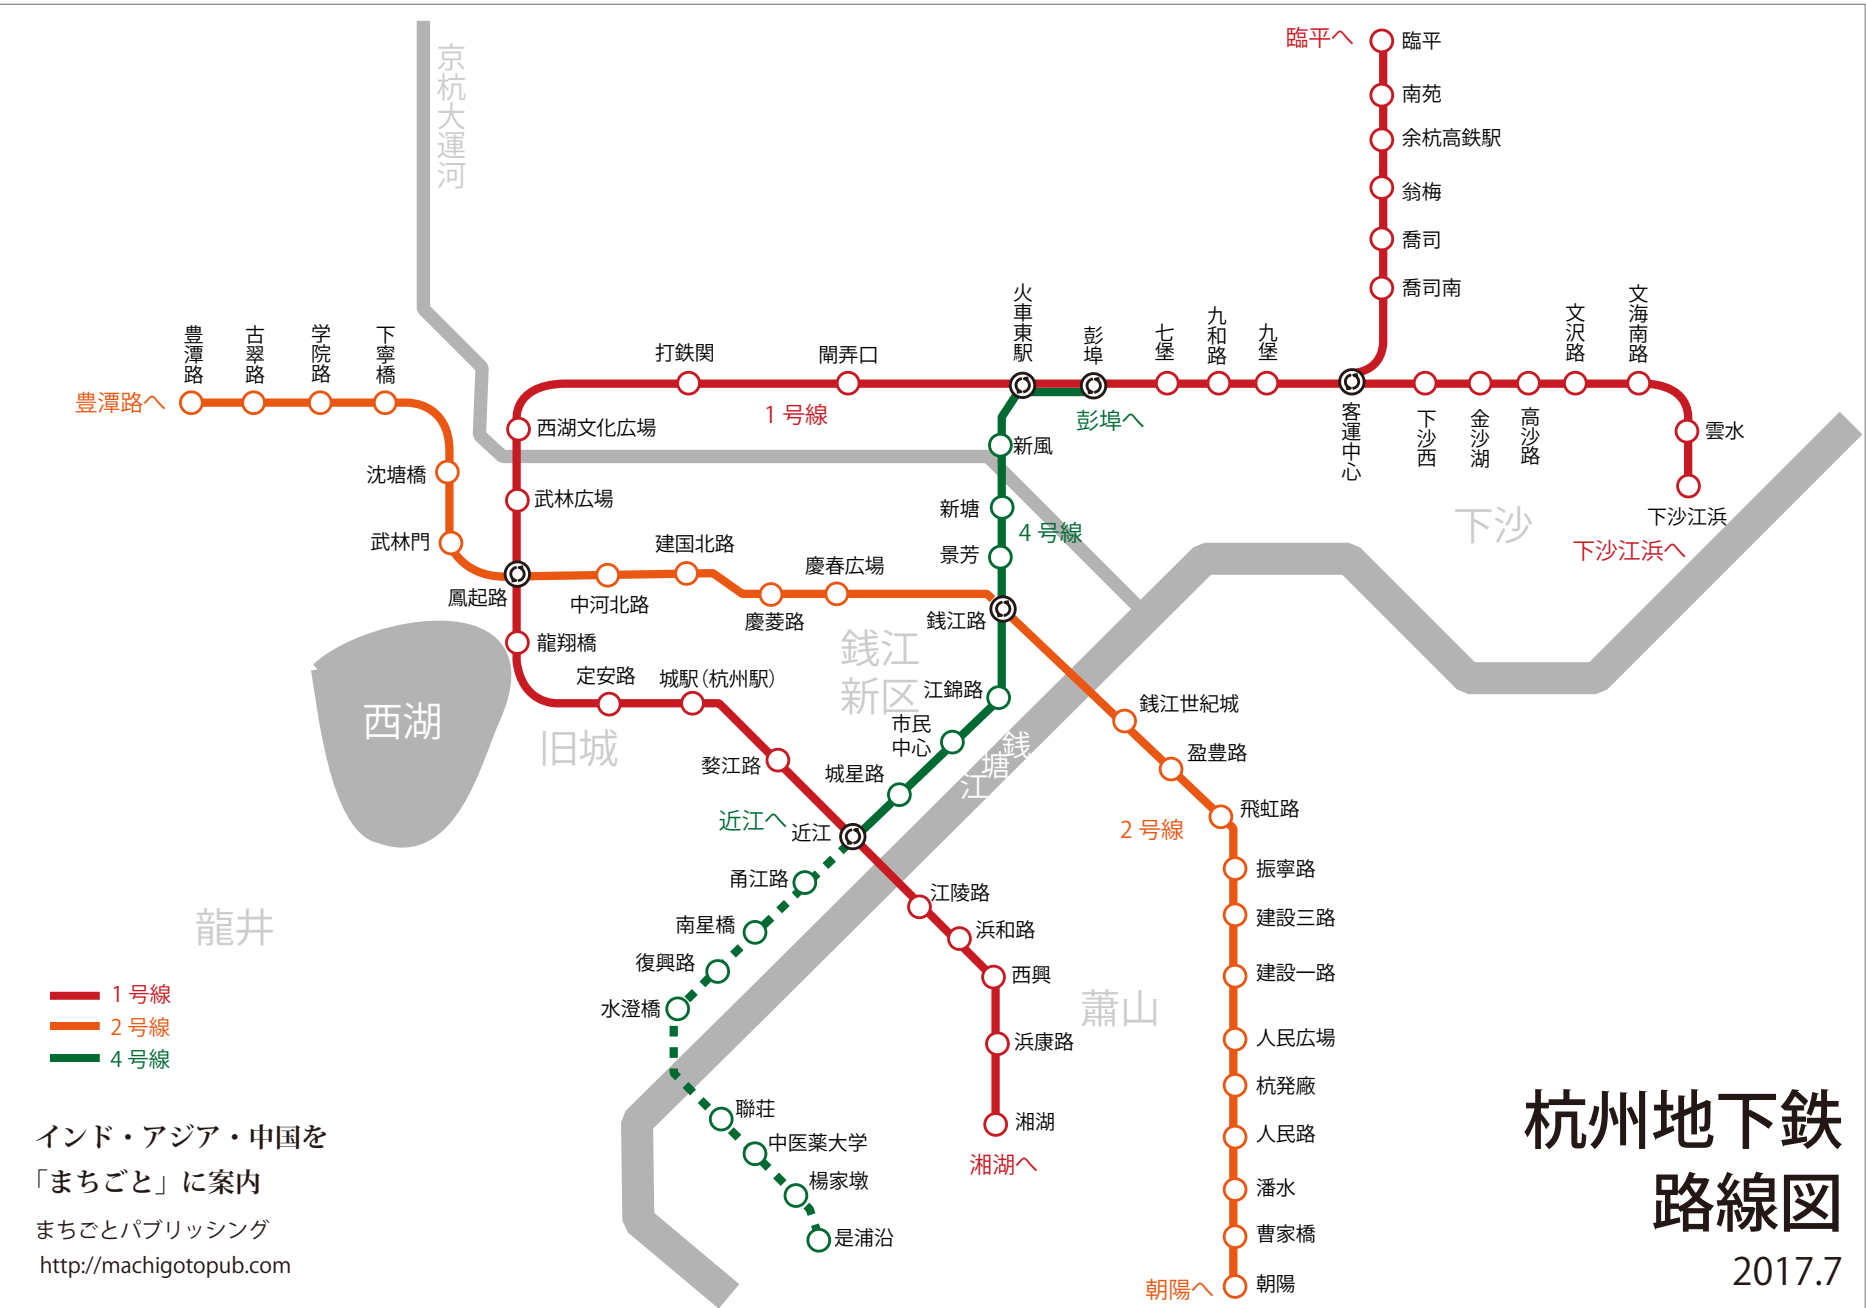 臨平へ
臨平
南苑
余杭高鉄駅
翁梅
喬司
喬司南
京杭大運河
豊潭路へ
豊潭路
古翠路
学院路
下寧橋
沈塘橋
武林門
打鉄関
閘弄口
火車東駅
彭埠
七堡
九和路
九堡
客運中心
下沙西
金沙湖
高沙路
文沢路
文海南路
雲水
下沙江浜
下沙江浜へ
下沙
1号線
彭埠へ
西湖文化広場
武林広場
鳳起路
龍翔橋
中河北路
建国北路
慶菱路
慶春広場
新風
新塘
4号線
景芳
銭江路
銭江
新区
江錦路
市民
中心
城星路
定安路
城駅(杭州駅)
旧城
西湖
婺江路
近江へ
近江
銭塘江
銭江世紀城
盈豊路
飛虹路
2号線
振寧路
建設三路
建設一路
人民広場
杭発廠
人民路
潘水
曹家橋
朝陽
朝陽へ
甬江路
南星橋
復興路
水澄橋
聯荘
中医薬大学
楊家墩
是浦沿
江陵路
浜和路
西興
浜康路
湘湖
湘湖へ
蕭山
龍井
1号線
2号線
4号線
インド・アジア・中国を
「まちごと」に案内
まちごとパブリッシング
http://machigotopub.com
杭州地下鉄
路線図
2017.7